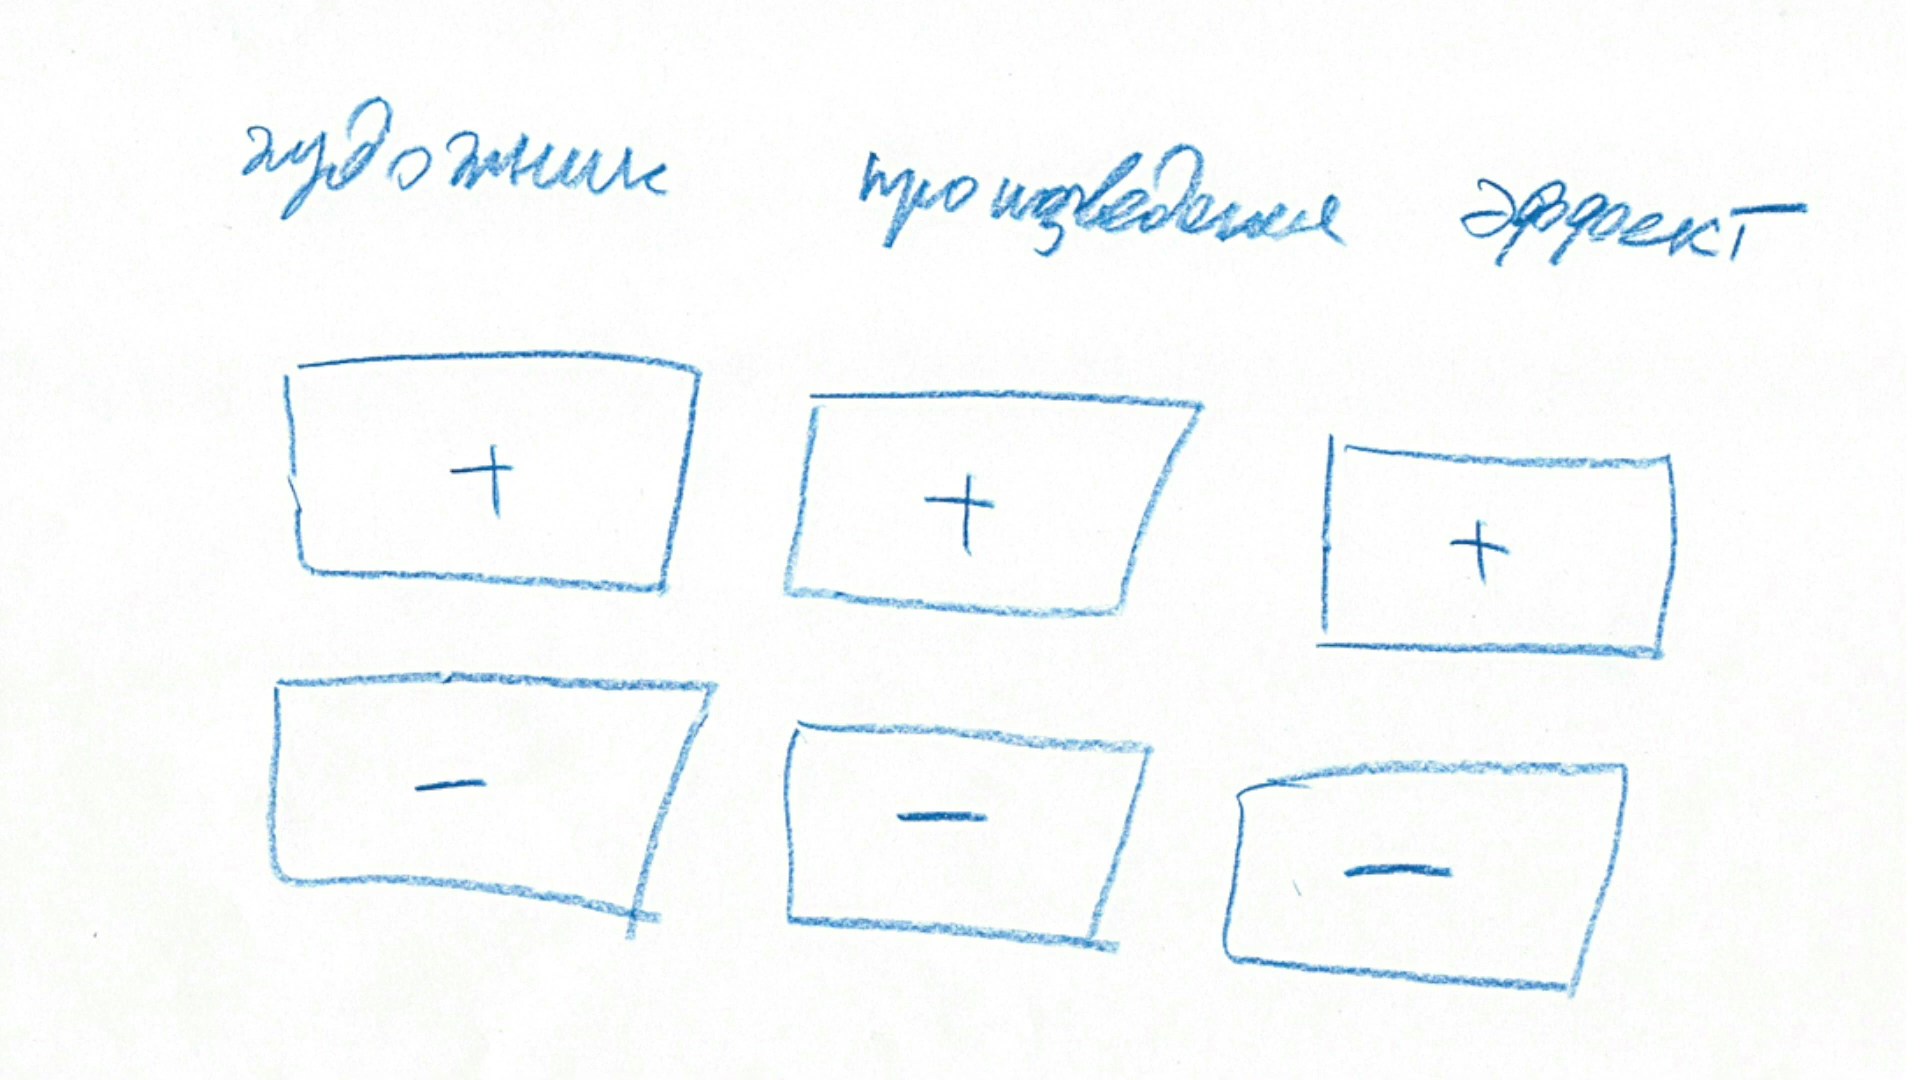 художник произведение эффект
+ + +
− − −